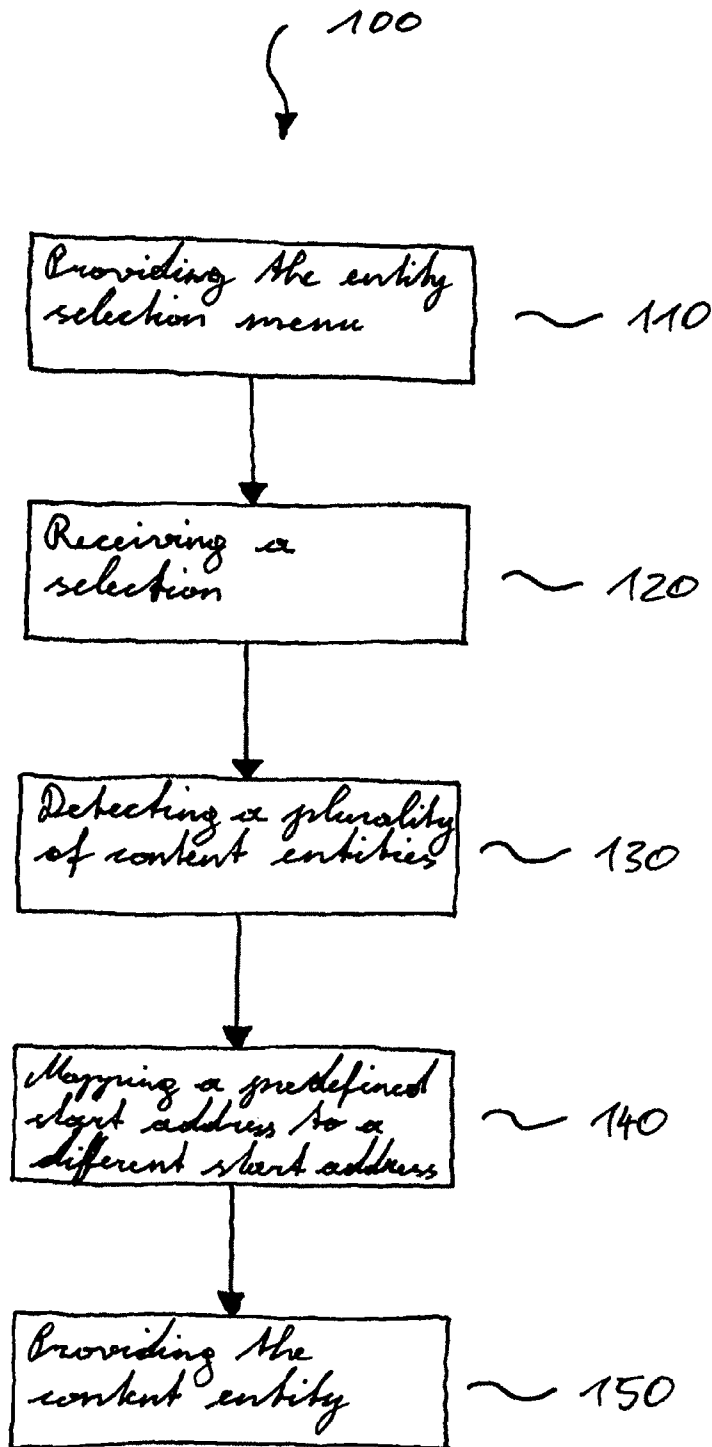 100
Providing the entity
selection menu
110
Receiving a
selection
120
Detecting a plurality
of content entities
130
Mapping a predefined
start address to a
different start address
140
Providing the
content entity
150